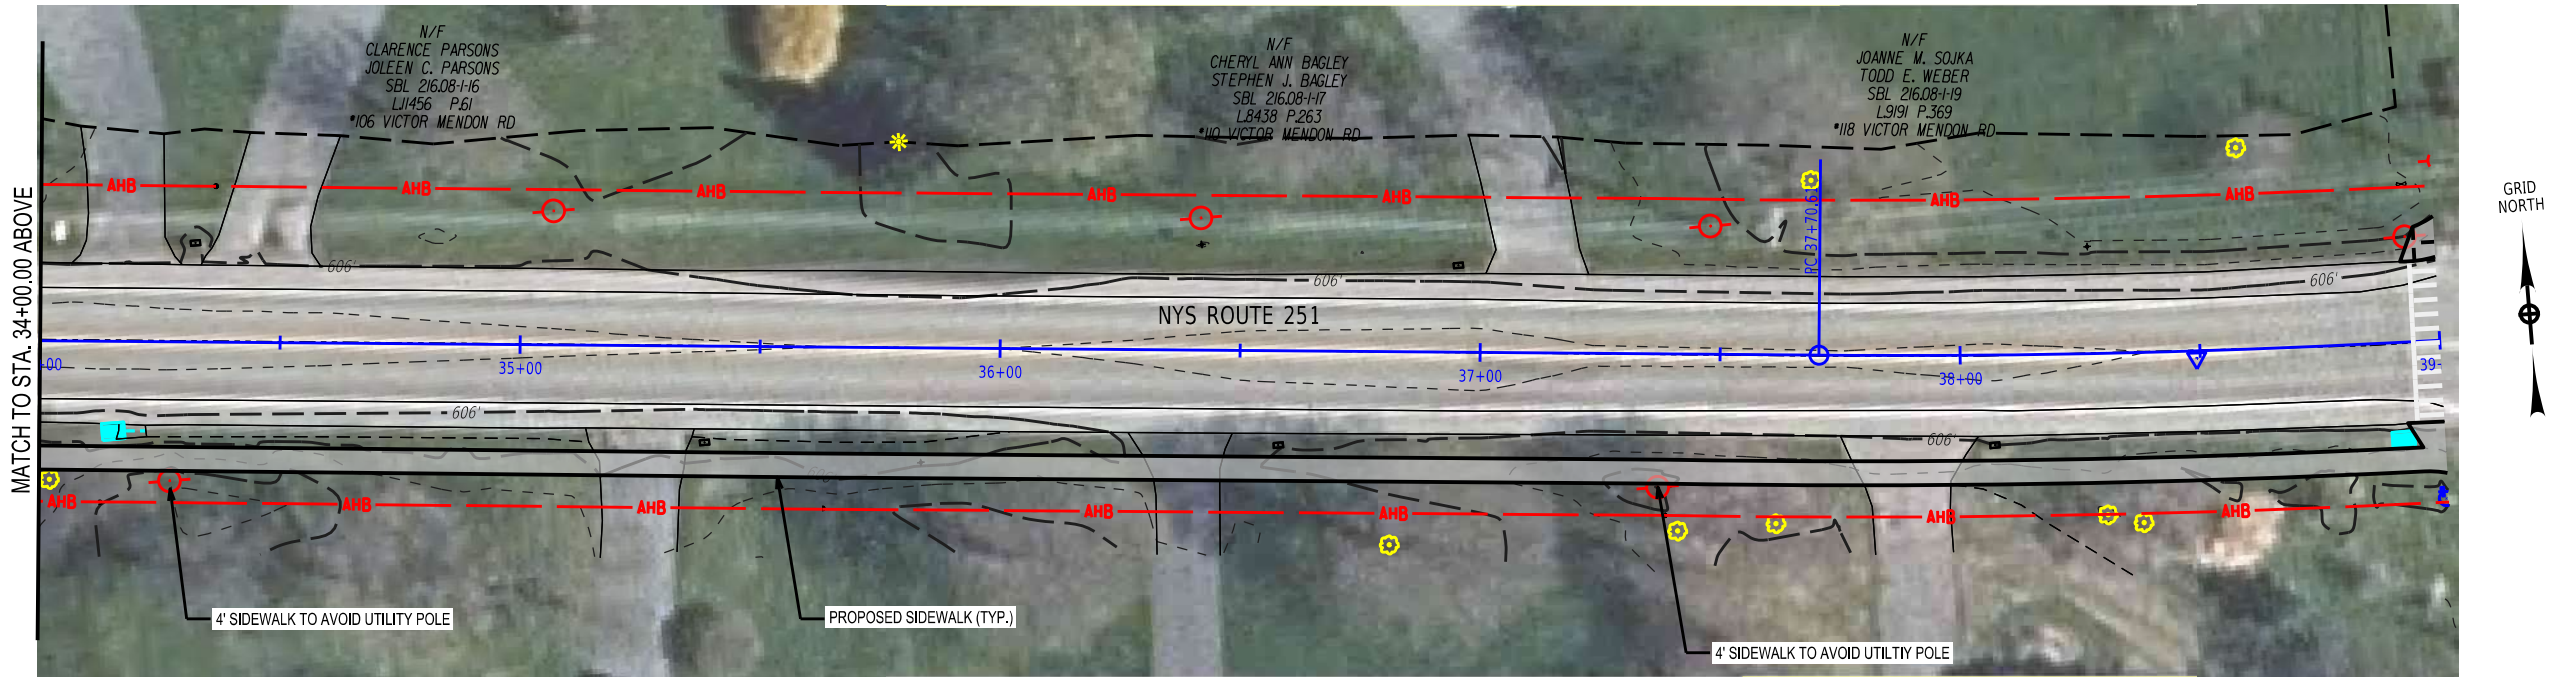 N/F
CLARENCE PARSONS
JOLEEN C. PARSONS
SBL 216.08-1-16
L.11456 P.61
#106 VICTOR MENDON RD
N/F
CHERYL ANN BAGLEY
STEPHEN J. BAGLEY
SBL 216.08-1-17
L.8438 P.263
#110 VICTOR MENDON RD
N/F
JOANNE M. SOJKA
TODD E. WEBER
SBL 216.08-1-19
L.9191 P.369
#118 VICTOR MENDON RD
AHB AHB AHB AHB AHB AHB AHB
MATCH TO STA. 34+00.00 ABOVE
GRID
NORTH
606' 606' 606'
NYS ROUTE 251
+00 35+00 36+00 37+00 38+00 39+
606' 606'
AHB AHB AHB AHB AHB AHB AHB
4' SIDEWALK TO AVOID UTILITY POLE
PROPOSED SIDEWALK (TYP.)
4' SIDEWALK TO AVOID UTILTIY POLE